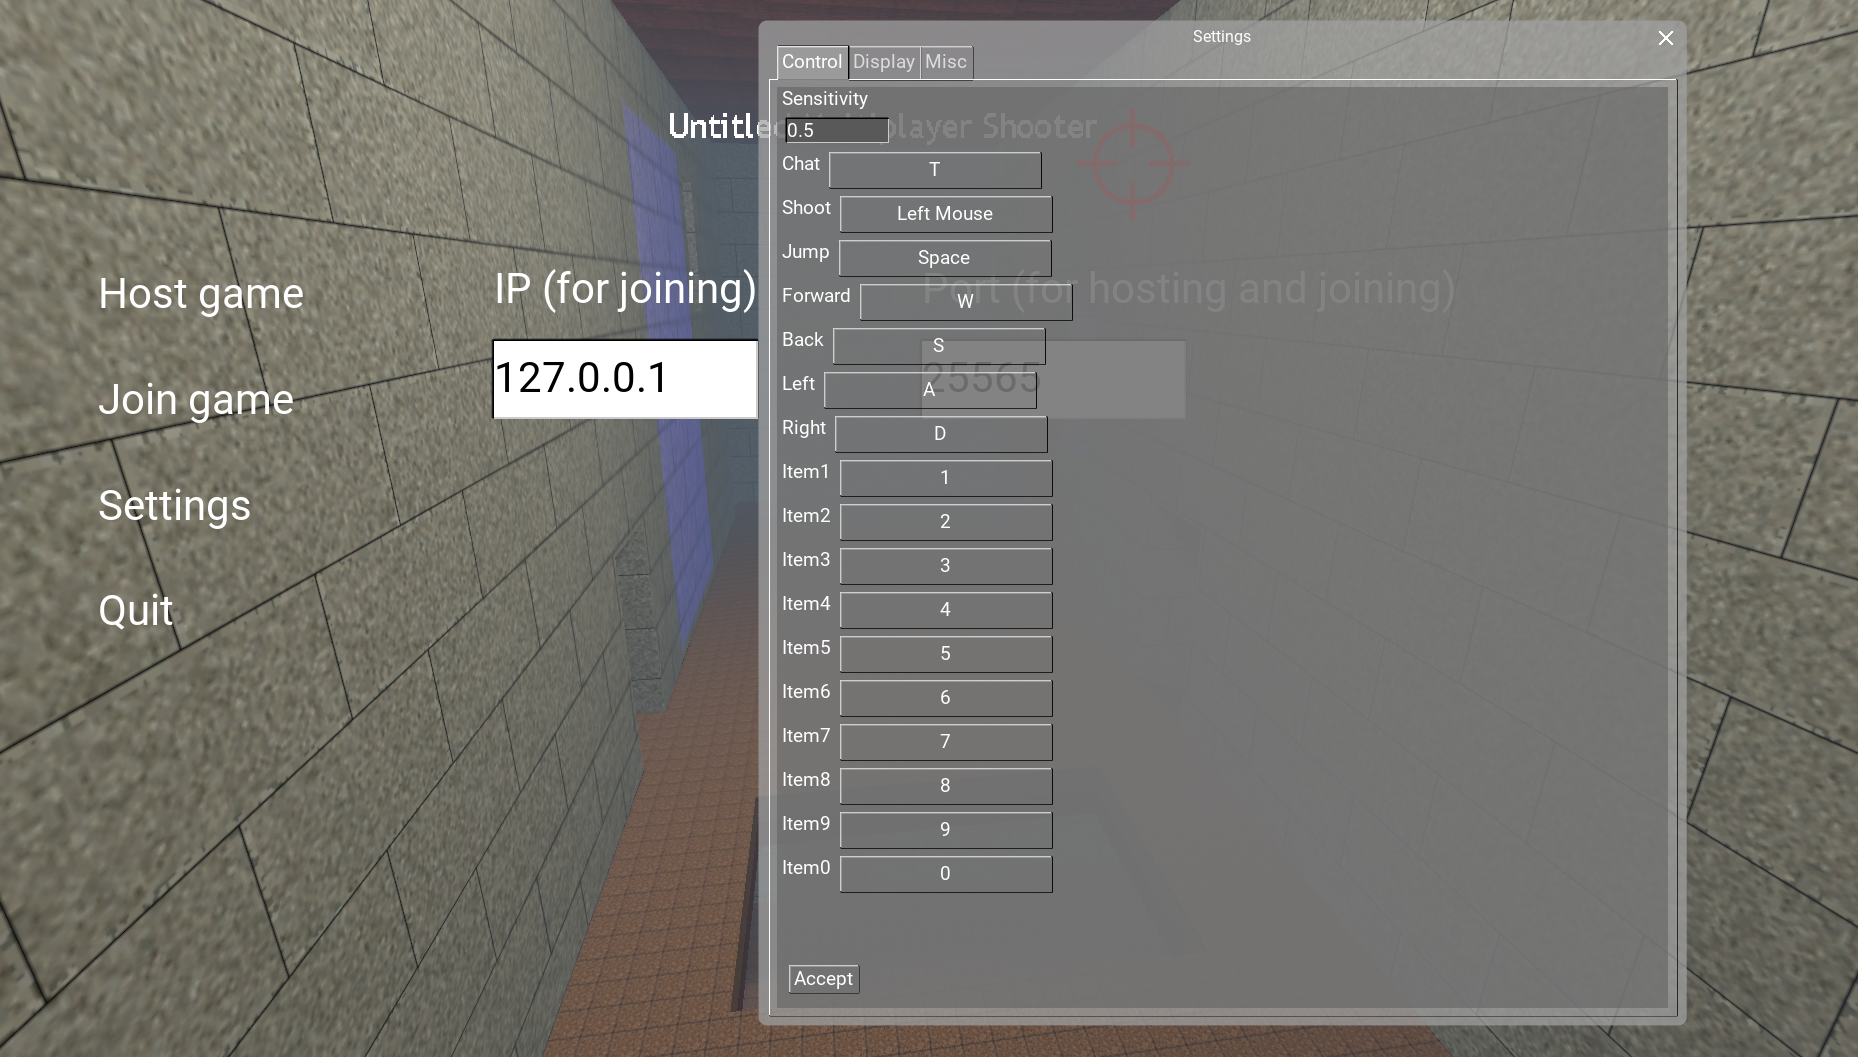 Settings
Control Display Misc
Sensitivity
Untitled Multiplayer Shooter
0.5
Chat T
Shoot Left Mouse
Jump Space
Forward W
Back S
Left A
Right D
Item1 1
Item2 2
Item3 3
Item4 4
Item5 5
Item6 6
Item7 7
Item8 8
Item9 9
Item0 0
Accept
Host game
Join game
Settings
Quit
IP (for joining)
127.0.0.1
Port (for hosting and joining)
25565